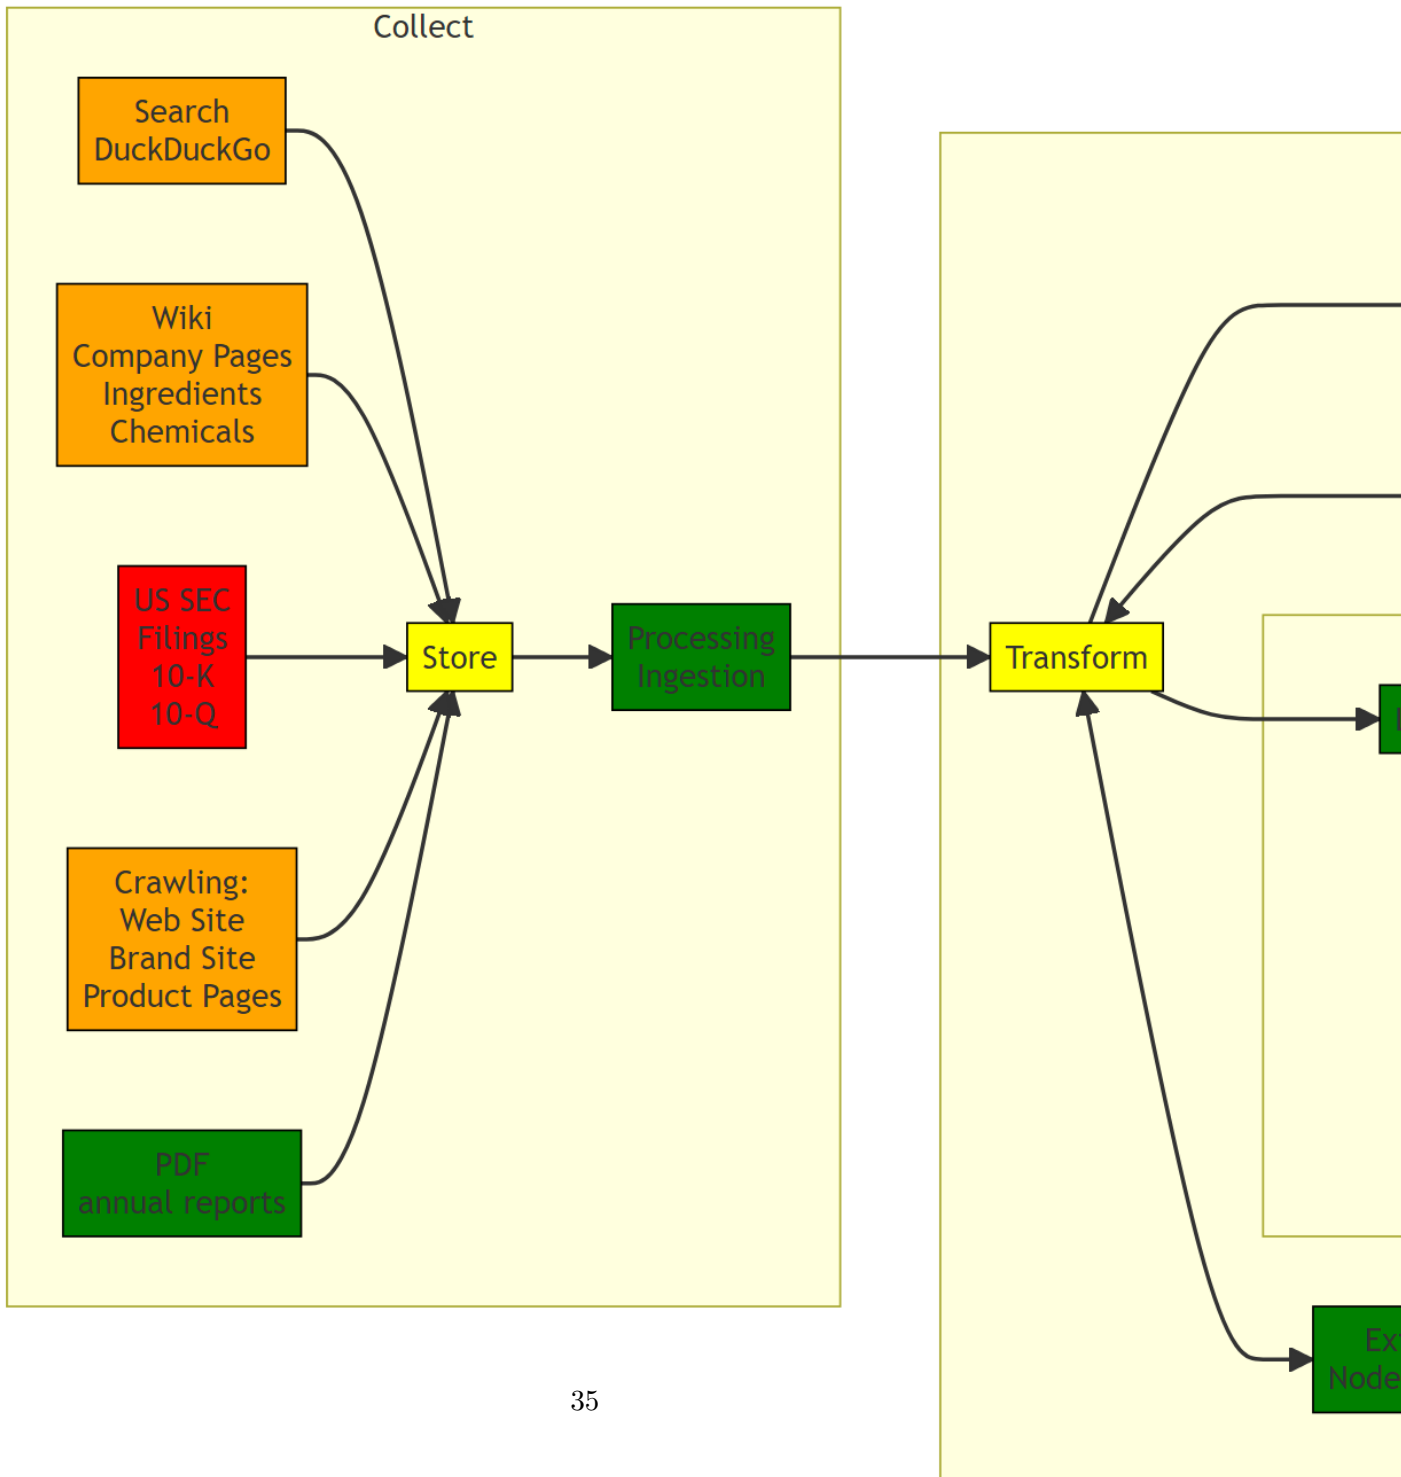 Collect
Search
DuckDuckGo
Wiki
Company Pages
Ingredients
Chemicals
US SEC
Filings
10-K
10-Q
Crawling:
Web Site
Brand Site
Product Pages
PDF
annual reports
Store
Processing
Ingestion
Transform
35